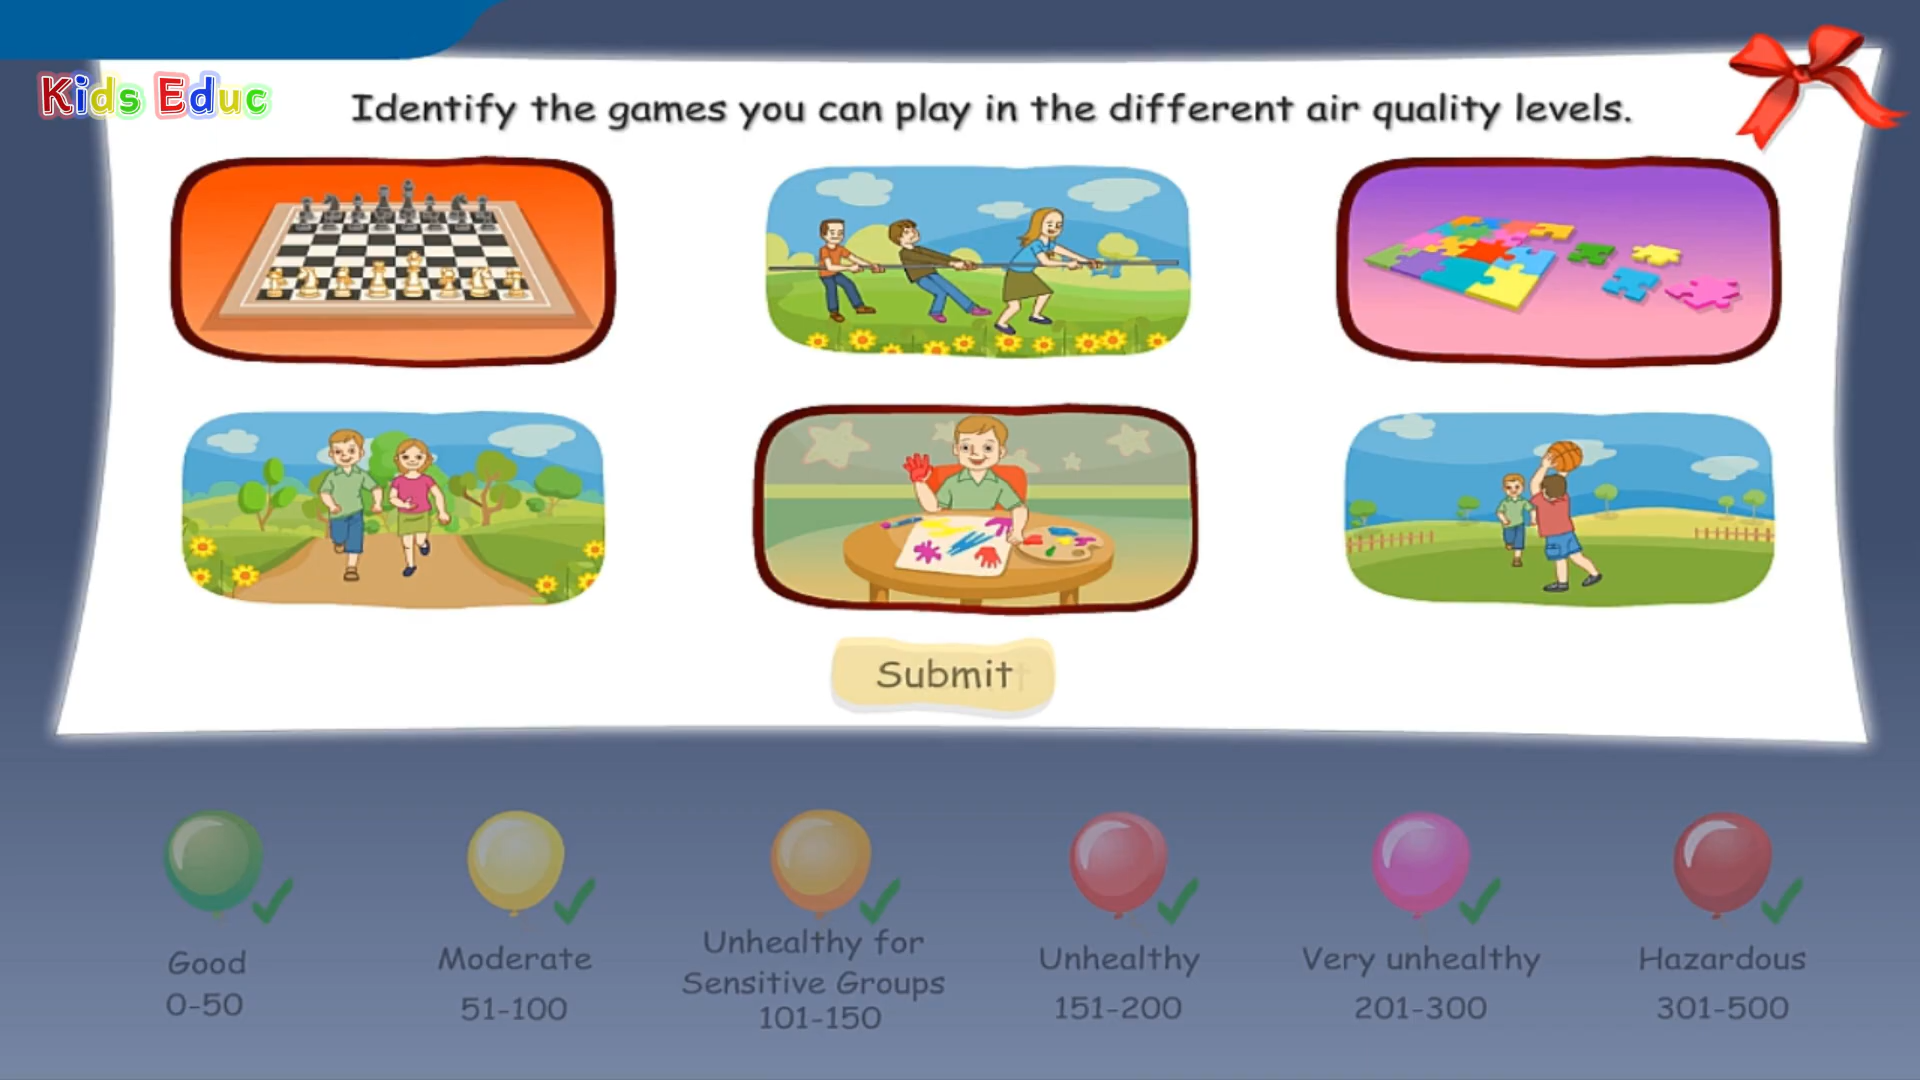 Kids Educ
Identify the games you can play in the different air quality levels.
Submit
Good
0-50
Moderate
51-100
Unhealthy for
Sensitive Groups
101-150
Unhealthy
151-200
Very unhealthy
201-300
Hazardous
301-500